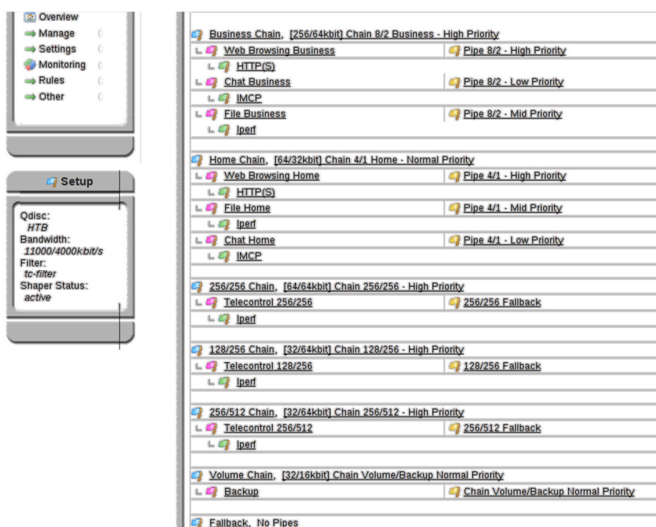 Overview
Manage
Settings
Monitoring
Rules
Other
Setup
Qdisc:
HTB
Bandwidth:
11000/4000kbit/s
Filter:
tc-filter
Shaper Status:
active
Business Chain, [256/64kbit] Chain 8/2 Business - High Priority
Web Browsing Business Pipe 8/2 - High Priority
HTTP(S)
Chat Business Pipe 8/2 - Low Priority
IMCP
File Business Pipe 8/2 - Mid Priority
Iperf
Home Chain, [64/32kbit] Chain 4/1 Home - Normal Priority
Web Browsing Home Pipe 4/1 - High Priority
HTTP(S)
File Home Pipe 4/1 - Mid Priority
Iperf
Chat Home Pipe 4/1 - Low Priority
IMCP
256/256 Chain, [64/64kbit] Chain 256/256 - High Priority
Telecontrol 256/256 256/256 Fallback
Iperf
128/256 Chain, [32/64kbit] Chain 128/256 - High Priority
Telecontrol 128/256 128/256 Fallback
Iperf
256/512 Chain, [32/64kbit] Chain 256/512 - High Priority
Telecontrol 256/512 256/512 Fallback
Iperf
Volume Chain, [32/16kbit] Chain Volume/Backup Normal Priority
Backup Chain Volume/Backup Normal Priority
Fallback, No Pipes